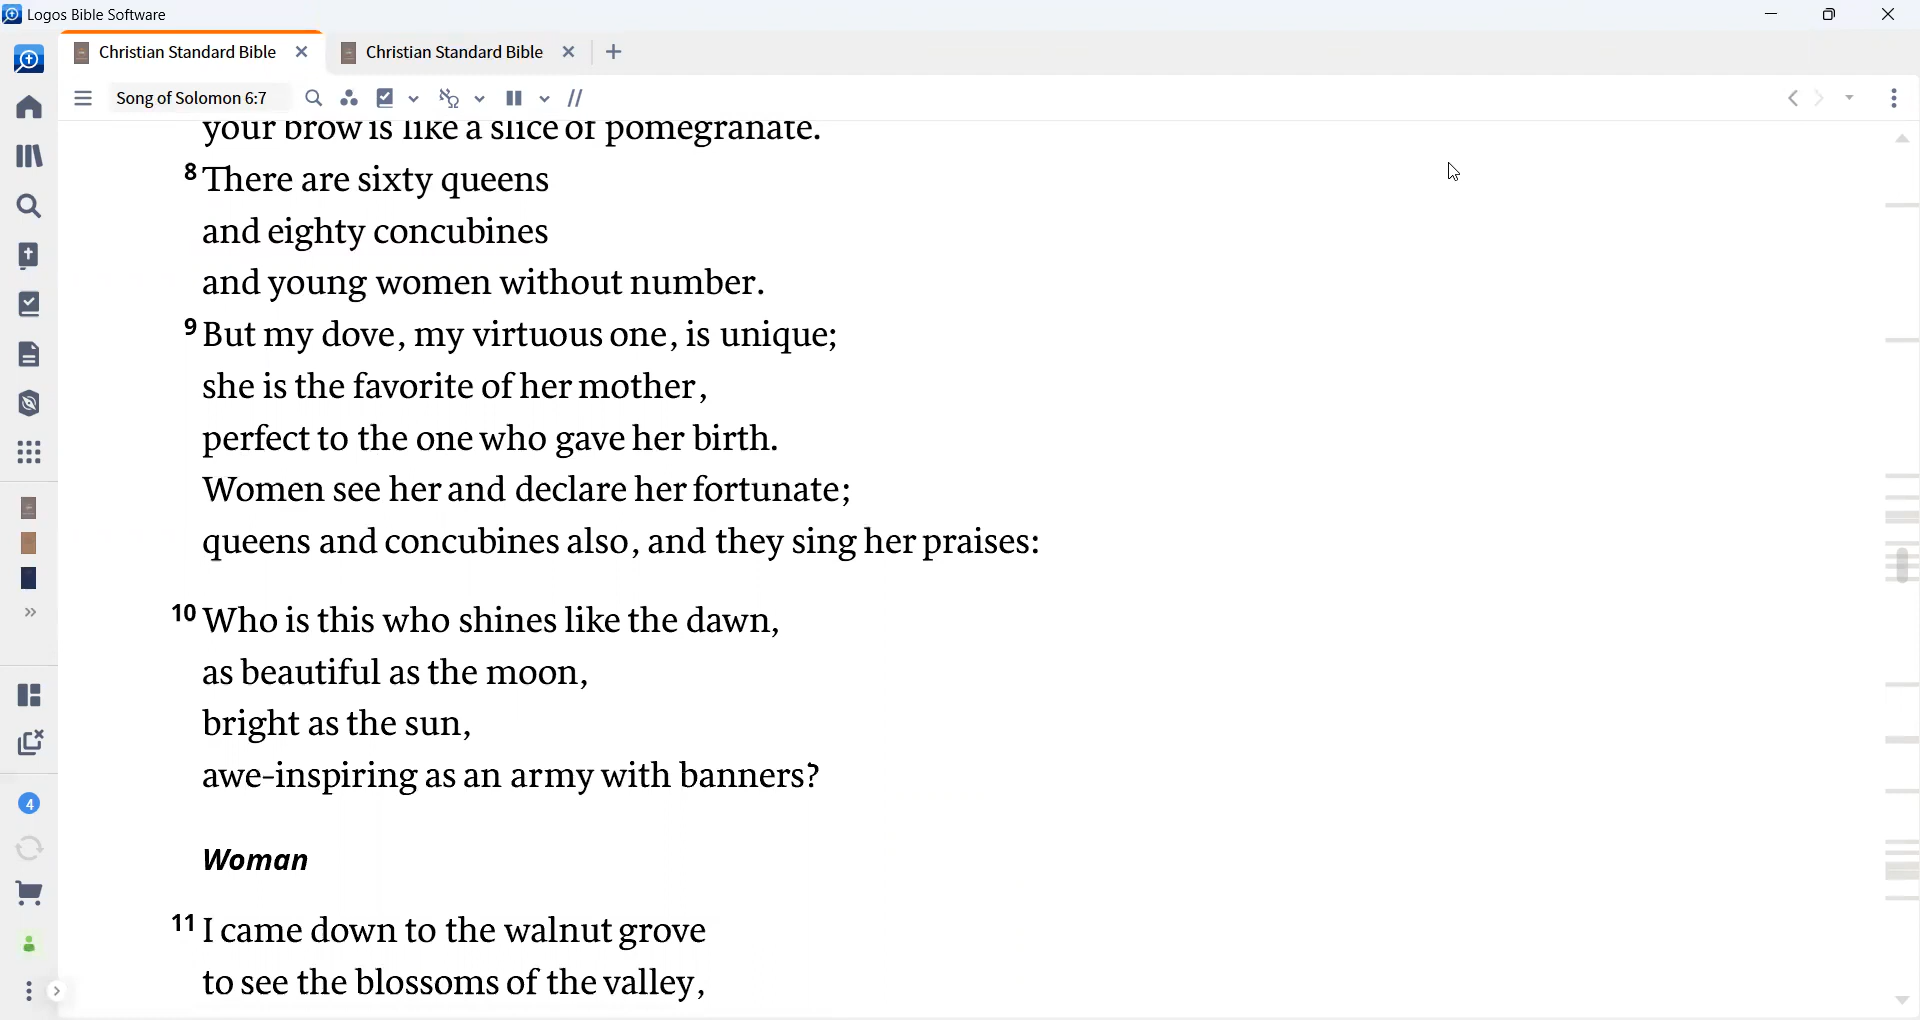 Logos Bible Software
Christian Standard Bible
Christian Standard Bible
Song of Solomon 6:7
your brow is like a slice of pomegranate.
8 There are sixty queens
and eighty concubines
and young women without number.
9 But my dove, my virtuous one, is unique;
she is the favorite of her mother,
perfect to the one who gave her birth.
Women see her and declare her fortunate;
queens and concubines also, and they sing her praises:
10 Who is this who shines like the dawn,
as beautiful as the moon,
bright as the sun,
awe-inspiring as an army with banners?
Woman
11 I came down to the walnut grove
to see the blossoms of the valley,
4